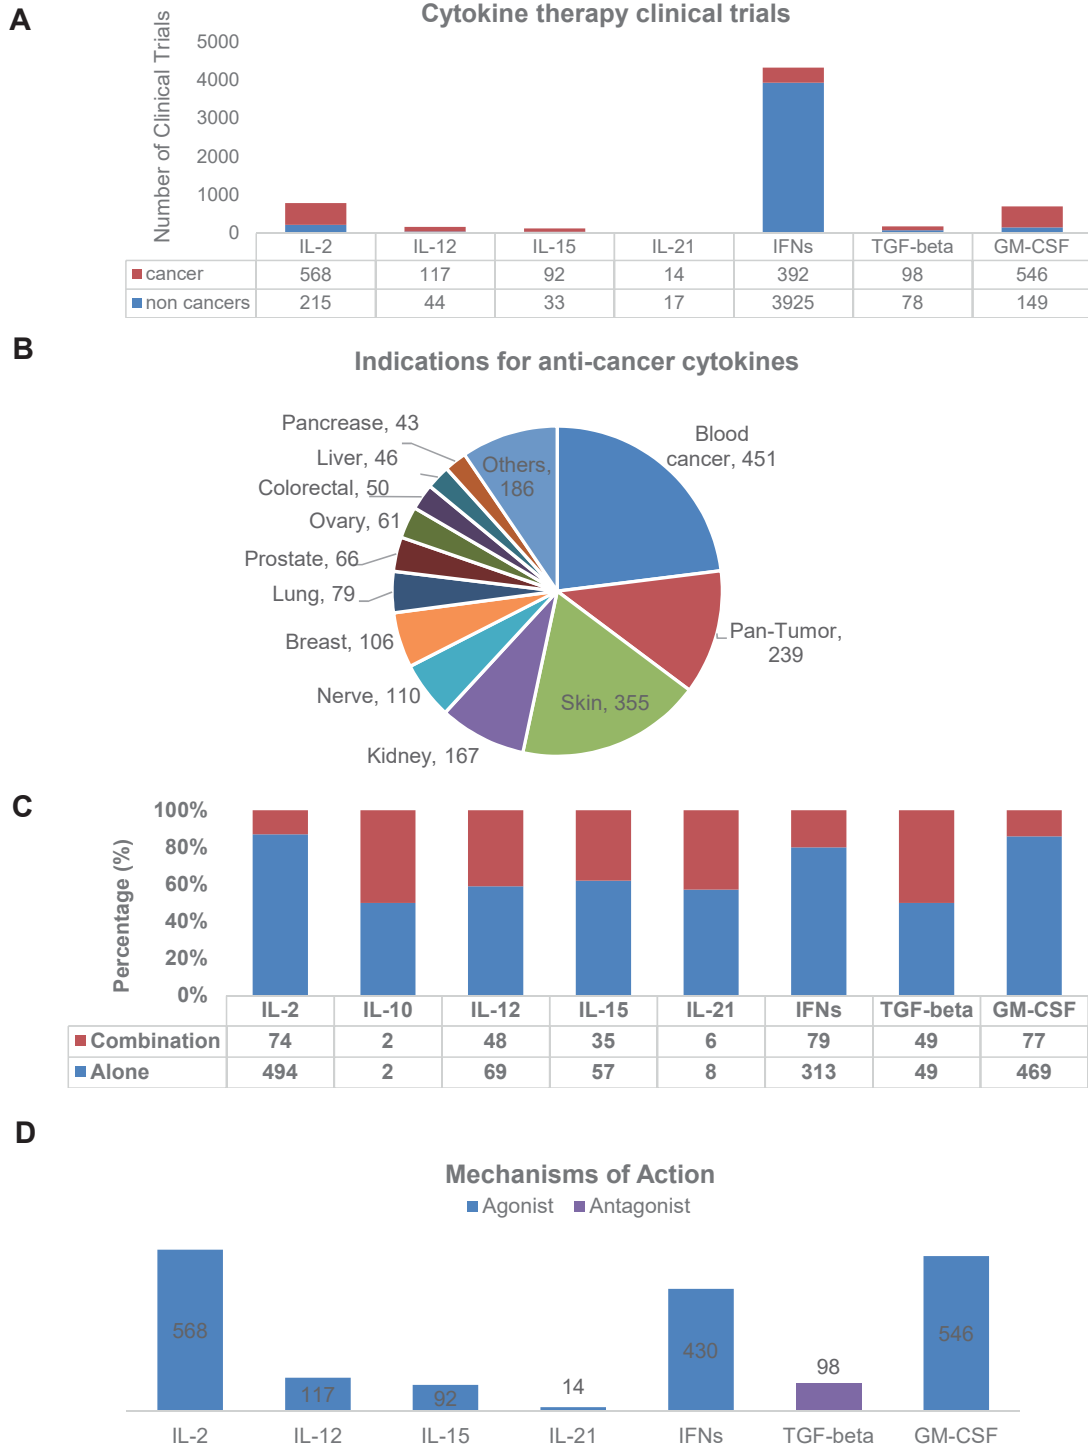 A
Cytokine therapy clinical trials
Number of Clinical Trials
5000
4000
3000
2000
1000
0
IL-2 IL-12 IL-15 IL-21 IFNs TGF-beta GM-CSF
cancer 568 117 92 14 392 98 546
non cancers 215 44 33 17 3925 78 149
B
Indications for anti-cancer cytokines
Blood
cancer, 451
Pan-Tumor,
239
Skin, 355
Kidney, 167
Nerve, 110
Breast, 106
Lung, 79
Prostate, 66
Ovary, 61
Colorectal, 50
Liver, 46
Pancrease, 43
Others,
186
C
Percentage (%)
100%
80%
60%
40%
20%
0%
IL-2 IL-10 IL-12 IL-15 IL-21 IFNs TGF-beta GM-CSF
Combination 74 2 48 35 6 79 49 77
Alone 494 2 69 57 8 313 49 469
D
Mechanisms of Action
Agonist Antagonist
568 117 92 14 430 98 546
IL-2 IL-12 IL-15 IL-21 IFNs TGF-beta GM-CSF